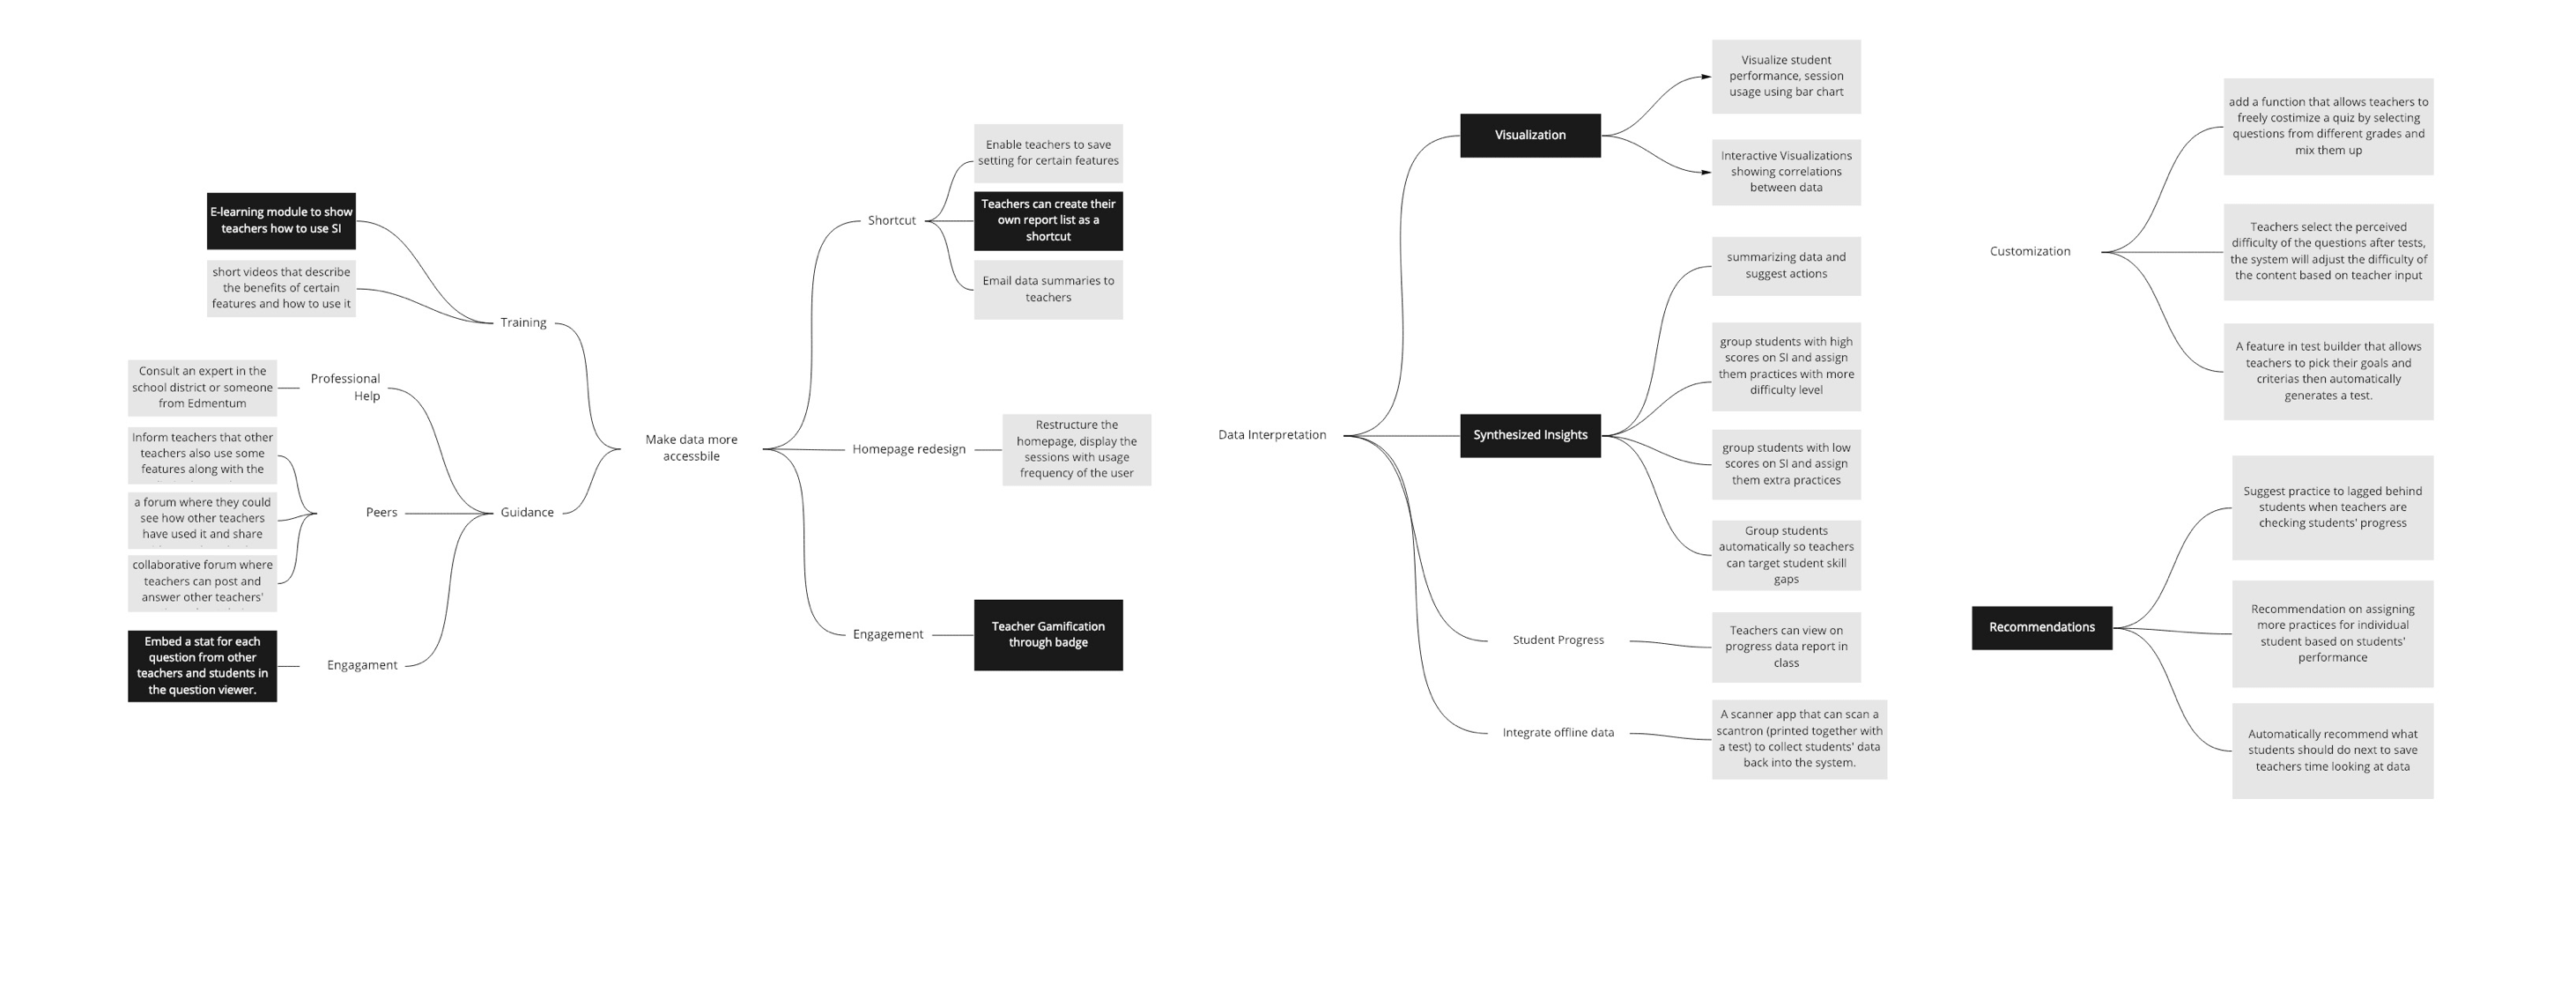 E-learning module to show
teachers how to use SI
short videos that describe
the benefits of certain
features and how to use it
Training
Consult an expert in the
school district or someone
from Edmentum
Professional
Help
Inform teachers that other
teachers also use some
features along with the
a forum where they could
see how other teachers
have used it and share
collaborative forum where
teachers can post and
answer other teachers'
Peers
Guidance
Embed a stat for each
question from other
teachers and students in
the question viewer.
Engagament
Make data more
accessbile
Shortcut
Enable teachers to save
setting for certain features
Teachers can create their
own report list as a
shortcut
Email data summaries to
teachers
Homepage redesign
Restructure the
homepage, display the
sessions with usage
frequency of the user
Engagement
Teacher Gamification
through badge
Data Interpretation
Visualization
Visualize student
performance, session
usage using bar chart
Interactive Visualizations
showing correlations
between data
Synthesized Insights
summarizing data and
suggest actions
group students with high
scores on SI and assign
them practices with more
difficulty level
group students with low
scores on SI and assign
them extra practices
Group students
automatically so teachers
can target student skill
gaps
Student Progress
Teachers can view on
progress data report in
class
Integrate offline data
A scanner app that can scan a
scantron (printed together with
a test) to collect students' data
back into the system.
Customization
add a function that allows teachers to
freely costimize a quiz by selecting
questions from different grades and
mix them up
Teachers select the perceived
difficulty of the questions after tests,
the system will adjust the difficulty of
the content based on teacher input
A feature in test builder that allows
teachers to pick their goals and
criterias then automatically
generates a test.
Recommendations
Suggest practice to lagged behind
students when teachers are
checking students' progress
Recommendation on assigning
more practices for individual
student based on students'
performance
Automatically recommend what
students should do next to save
teachers time looking at data